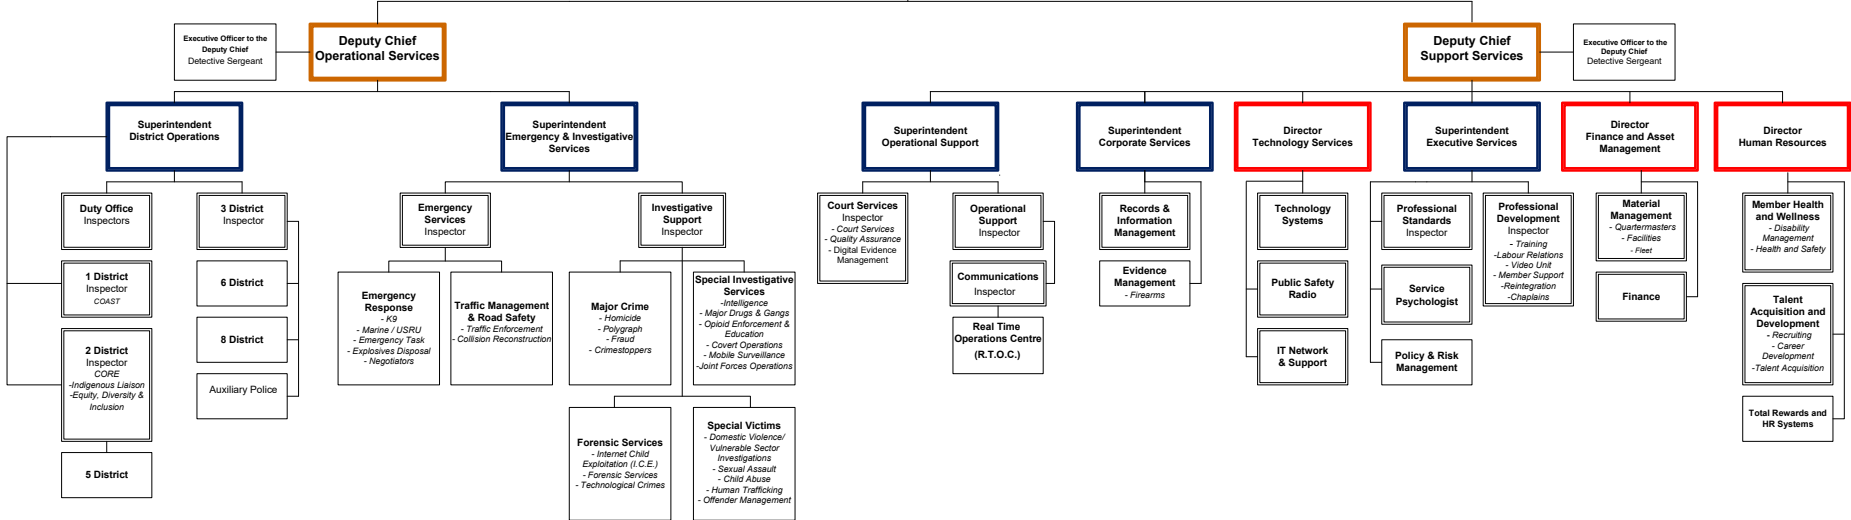 Executive Officer to the
Deputy Chief
Detective Sergeant
Deputy Chief
Operational Services
Deputy Chief
Support Services
Executive Officer to the
Deputy Chief
Detective Sergeant
Superintendent
District Operations
Superintendent
Emergency & Investigative
Services
Superintendent
Operational Support
Superintendent
Corporate Services
Director
Technology Services
Superintendent
Executive Services
Director
Finance and Asset
Management
Director
Human Resources
Duty Office
Inspectors
1 District
Inspector
COAST
2 District
Inspector
CORE
-Indigenous Liaison
-Equity, Diversity &
Inclusion
5 District
3 District
Inspector
6 District
8 District
Auxiliary Police
Emergency
Services
Inspector
Emergency
Response
- K9
- Marine / USRU
- Emergency Task
- Explosives Disposal
- Negotiators
Traffic Management
& Road Safety
- Traffic Enforcement
- Collision Reconstruction
Investigative
Support
Inspector
Major Crime
- Homicide
- Polygraph
- Fraud
- Crimestoppers
Special Investigative
Services
-Intelligence
- Major Drugs & Gangs
- Opioid Enforcement &
Education
- Covert Operations
- Mobile Surveillance
-Joint Forces Operations
Forensic Services
- Internet Child
Exploitation (I.C.E.)
- Forensic Services
- Technological Crimes
Special Victims
- Domestic Violence/
Vulnerable Sector
Investigations
- Sexual Assault
- Child Abuse
- Human Trafficking
- Offender Management
Court Services
Inspector
- Court Services
- Quality Assurance
- Digital Evidence
Management
Operational
Support
Inspector
Communications
Inspector
Real Time
Operations Centre
(R.T.O.C.)
Records &
Information
Management
Evidence
Management
- Firearms
Technology
Systems
Public Safety
Radio
IT Network
& Support
Professional
Standards
Inspector
Service
Psychologist
Policy & Risk
Management
Professional
Development
Inspector
- Training
-Labour Relations
- Video Unit
- Member Support
-Reintegration
-Chaplains
Material
Management
- Quartermasters
- Facilities
- Fleet
Finance
Member Health
and Wellness
- Disability
Management
- Health and Safety
Talent
Acquisition and
Development
- Recruiting
- Career
Development
-Talent Acquisition
Total Rewards and
HR Systems